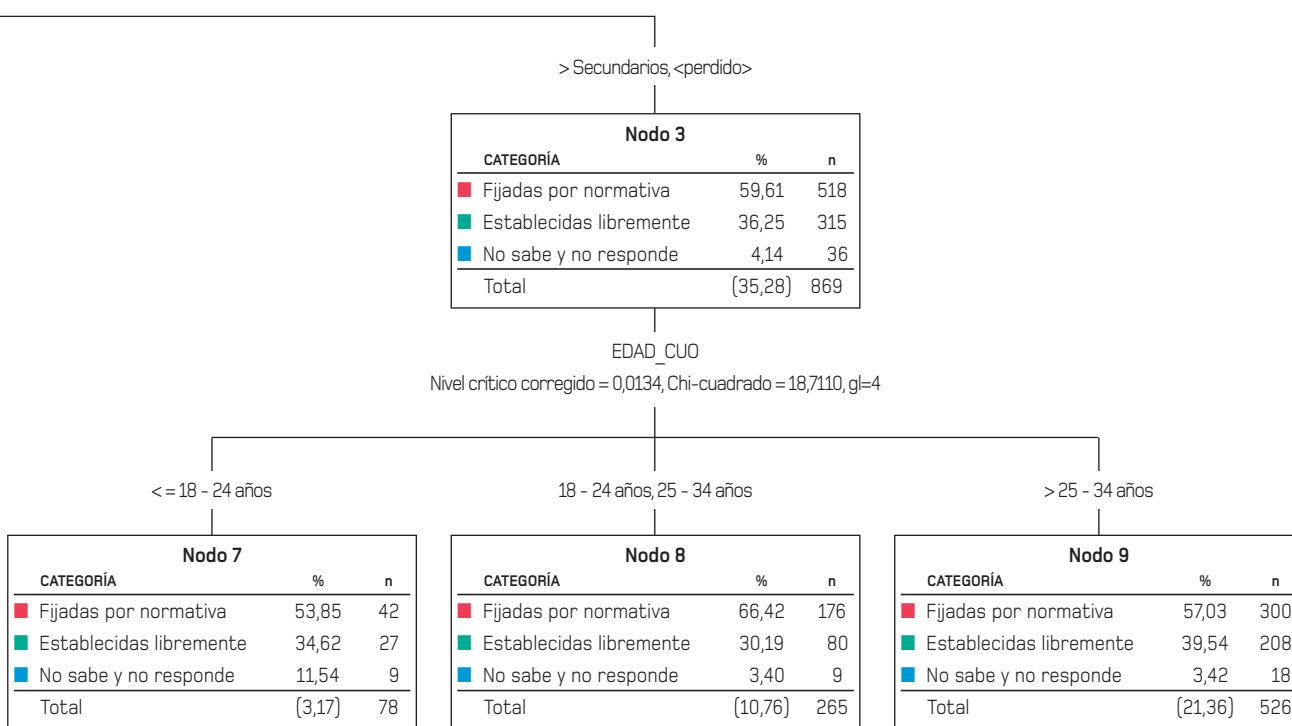 > Secundarios, <perdido>
Nodo 3
CATEGORÍA % n
Fijadas por normativa 59,61 518
Establecidas libremente 36,25 315
No sabe y no responde 4,14 36
Total (35,28) 869
EDAD_CUO
Nivel crítico corregido = 0,0134, Chi-cuadrado = 18,7110, gl=4
< = 18 - 24 años
18 - 24 años, 25 - 34 años
> 25 - 34 años
Nodo 7
CATEGORÍA % n
Fijadas por normativa 53,85 42
Establecidas libremente 34,62 27
No sabe y no responde 11,54 9
Total (3,17) 78
Nodo 8
CATEGORÍA % n
Fijadas por normativa 66,42 176
Establecidas libremente 30,19 80
No sabe y no responde 3,40 9
Total (10,76) 265
Nodo 9
CATEGORÍA % n
Fijadas por normativa 57,03 300
Establecidas libremente 39,54 208
No sabe y no responde 3,42 18
Total (21,36) 526